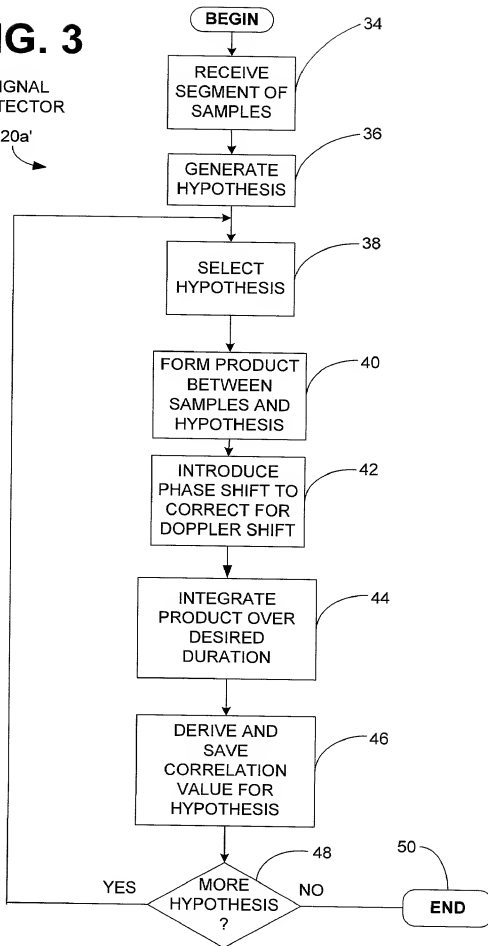 IG. 3
IGNAL
TECTOR
20a'
BEGIN
34
RECEIVE
SEGMENT OF
SAMPLES
36
GENERATE
HYPOTHESIS
38
SELECT
HYPOTHESIS
40
FORM PRODUCT
BETWEEN
SAMPLES AND
HYPOTHESIS
42
INTRODUCE
PHASE SHIFT TO
CORRECT FOR
DOPPLER SHIFT
44
INTEGRATE
PRODUCT OVER
DESIRED
DURATION
46
DERIVE AND
SAVE
CORRELATION
VALUE FOR
HYPOTHESIS
48
MORE
HYPOTHESIS
?
YES
NO
50
END